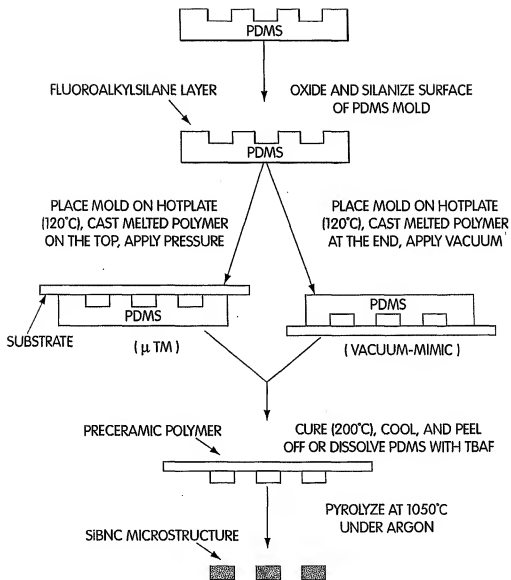 PDMS
FLUOROALKYLSILANE LAYER
OXIDE AND SILANIZE SURFACE
OF PDMS MOLD
PDMS
PLACE MOLD ON HOTPLATE
(120°C), CAST MELTED POLYMER
ON THE TOP, APPLY PRESSURE
PLACE MOLD ON HOTPLATE
(120°C), CAST MELTED POLYMER
AT THE END, APPLY VACUUM
PDMS
SUBSTRATE
(μ TM)
PDMS
(VACUUM-MIMIC)
PRECERAMIC POLYMER
CURE (200°C), COOL, AND PEEL
OFF OR DISSOLVE PDMS WITH TBAF
PYROLYZE AT 1050°C
UNDER ARGON
SiBNC MICROSTRUCTURE